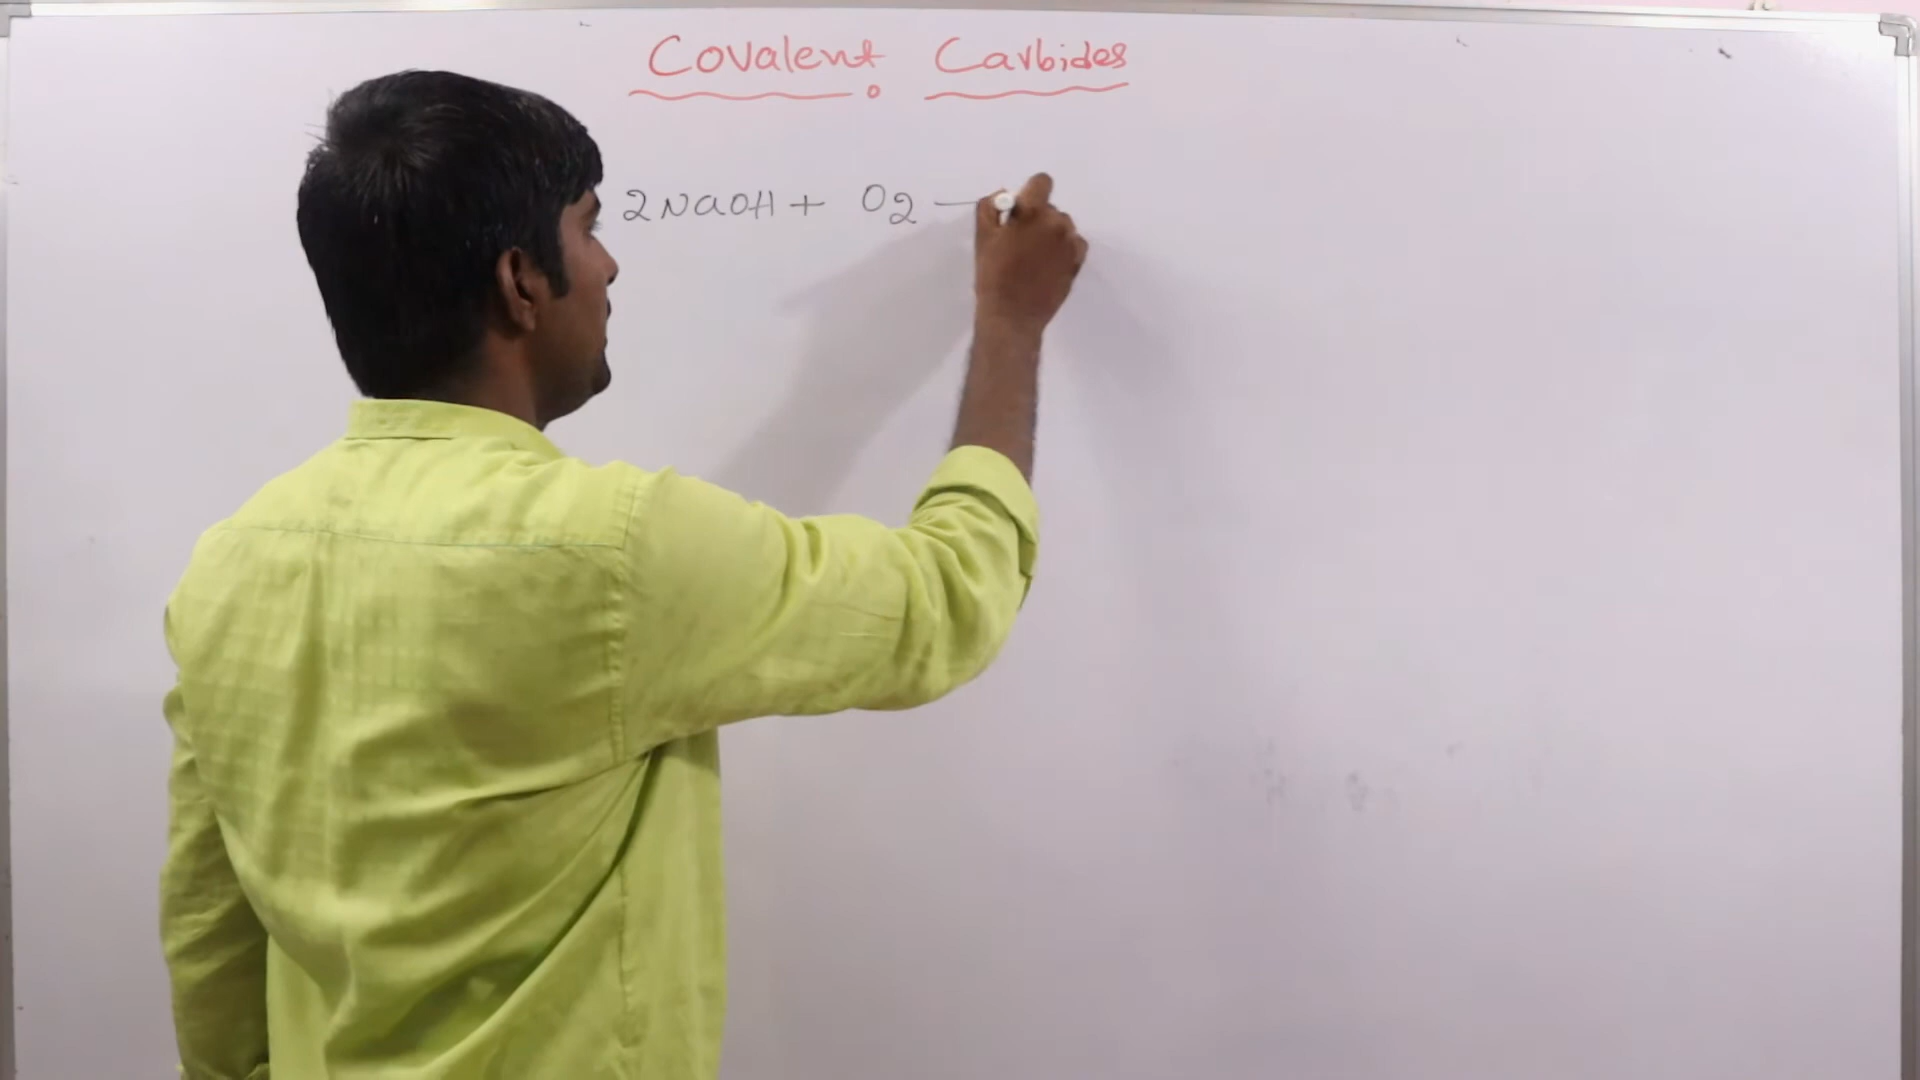 Covalent Carbides
2NaOH + O2 —